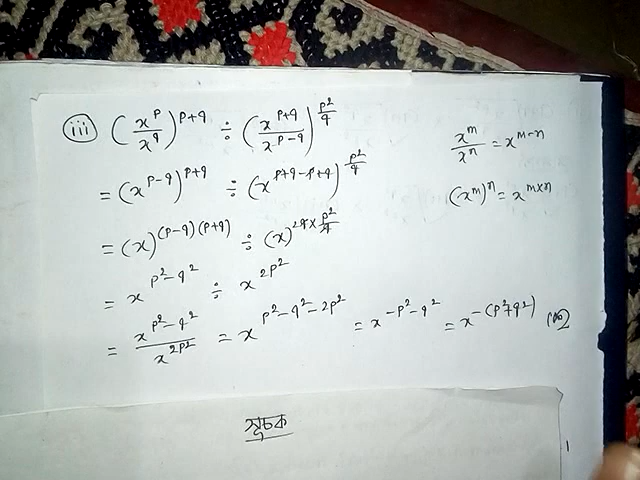 iii) (x^p/x^q)^(p+q) ÷ (x^(p+q)/x^(p-q))^(p²/q)
x^m/x^n = x^(m-n)
= (x^(p-q))^(p+q) ÷ (x^(p+q-p+q))^(p²/q)
(x^m)^n = x^(m×n)
= (x)^((p-q)(p+q)) ÷ (x)^(2q×p²/q)
= x^(p²-q²) ÷ x^(2p²)
= x^(p²-q²)/x^(2p²) = x^(p²-q²-2p²) = x^(-p²-q²) = x^(-(p²+q²))
সূচক